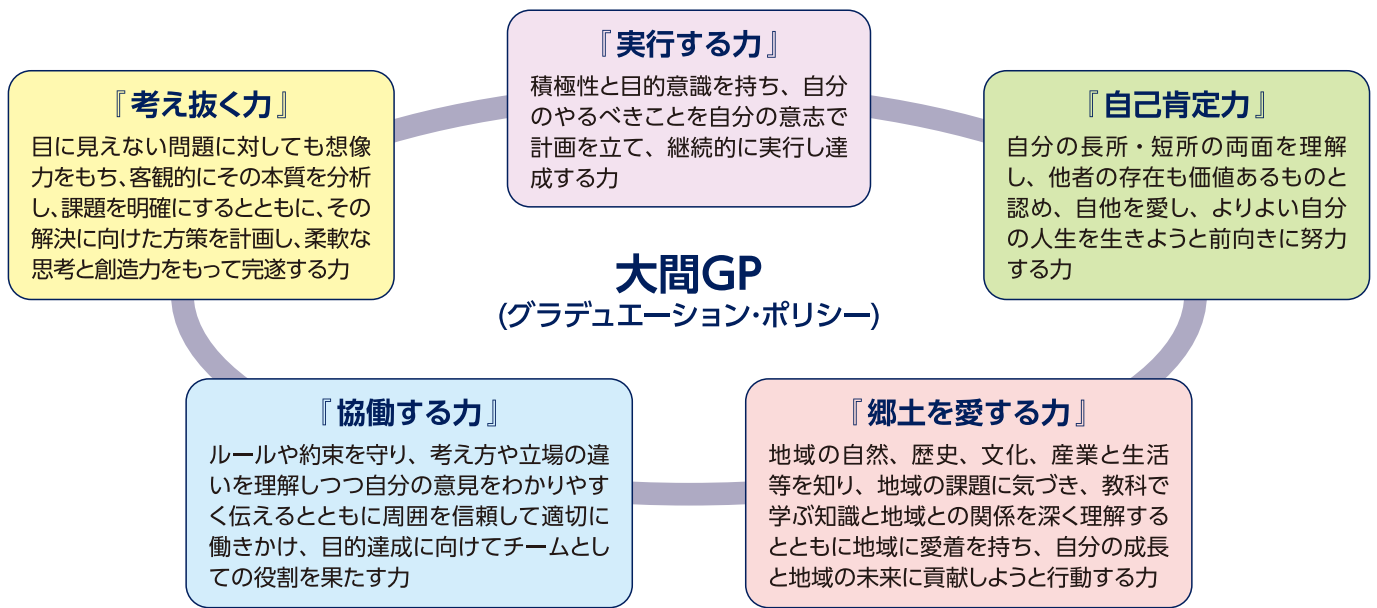 『実行する力』
積極性と目的意識を持ち、自分
のやるべきことを自分の意志で
計画を立て、継続的に実行し達
成する力
『考え抜く力』
目に見えない問題に対しても想像
力をもち、客観的にその本質を分析
し、課題を明確にするとともに、その
解決に向けた方策を計画し、柔軟な
思考と創造力をもって完遂する力
『自己肯定力』
自分の長所・短所の両面を理解
し、他者の存在も価値あるものと
認め、自他を愛し、よりよい自分
の人生を生きようと前向きに努力
する力
大間GP
(グラデュエーション・ポリシー)
『協働する力』
ルールや約束を守り、考え方や立場の違
いを理解しつつ自分の意見をわかりやす
く伝えるとともに周囲を信頼して適切に
働きかけ、目的達成に向けてチームとし
ての役割を果たす力
『郷土を愛する力』
地域の自然、歴史、文化、産業と生活
等を知り、地域の課題に気づき、教科で
学ぶ知識と地域との関係を深く理解する
とともに地域に愛着を持ち、自分の成長
と地域の未来に貢献しようと行動する力